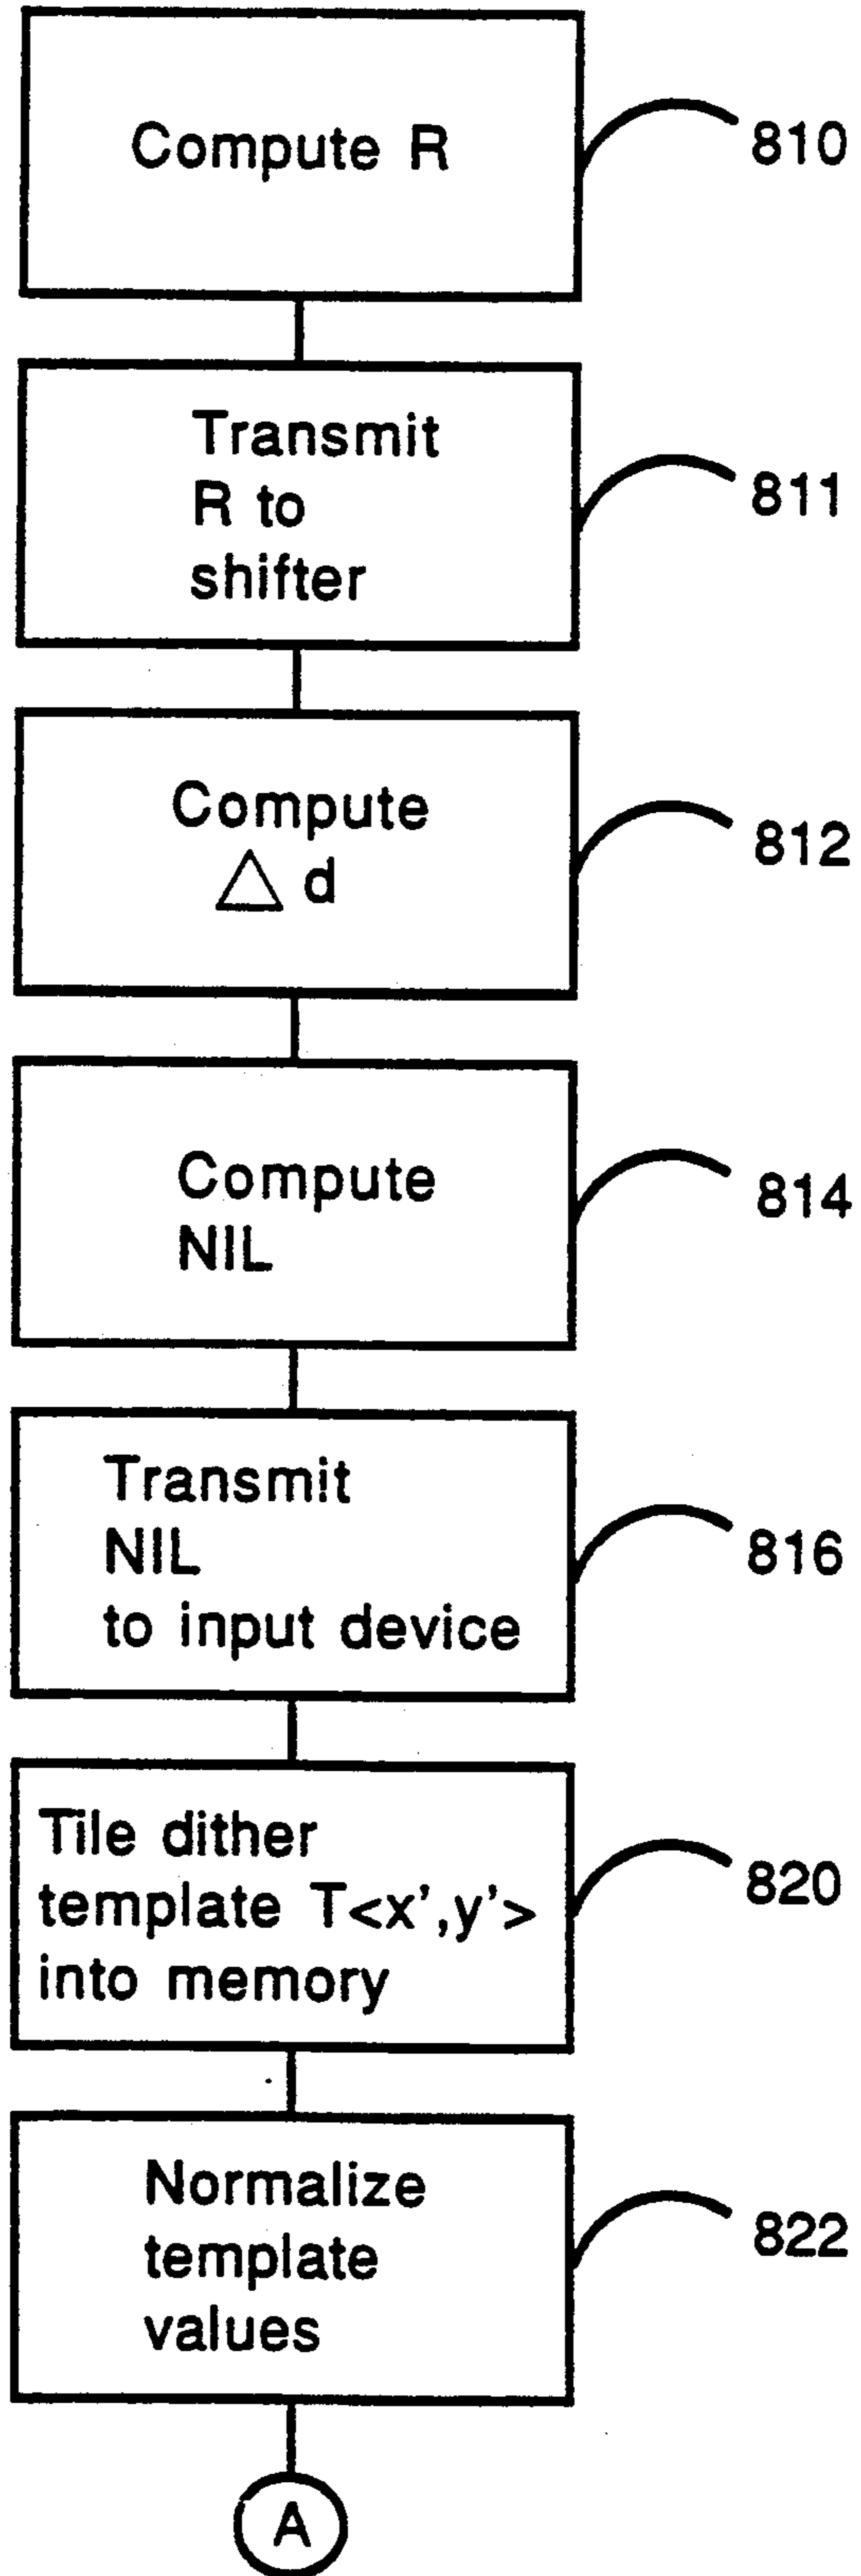 Compute R
810
Transmit
R to
shifter
811
Compute
△ d
812
Compute
NIL
814
Transmit
NIL
to input device
816
Tile dither
template T<x',y'>
into memory
820
Normalize
template
values
822
A